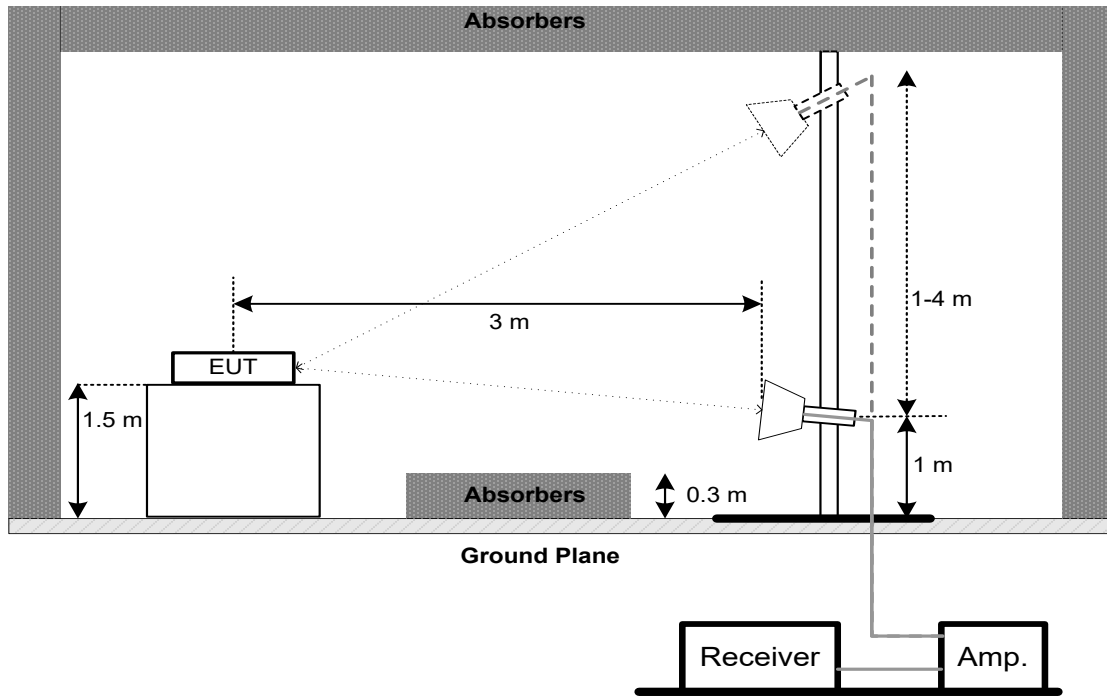 Absorbers
1-4 m
3 m
EUT
1.5 m
1 m
Absorbers
0.3 m
Ground Plane
Receiver
Amp.